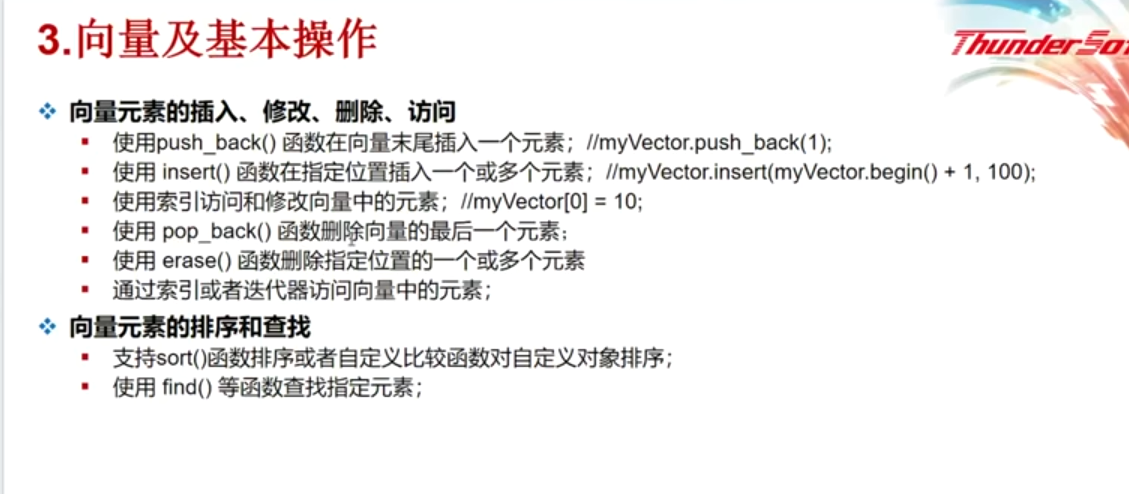 3.向量及基本操作
ThunderSof
向量元素的插入、修改、删除、访问
使用push_back() 函数在向量末尾插入一个元素；//myVector.push_back(1);
使用 insert() 函数在指定位置插入一个或多个元素；//myVector.insert(myVector.begin() + 1, 100);
使用索引访问和修改向量中的元素；//myVector[0] = 10;
使用 pop_back() 函数删除向量的最后一个元素；
使用 erase() 函数删除指定位置的一个或多个元素
通过索引或者迭代器访问向量中的元素；
向量元素的排序和查找
支持sort()函数排序或者自定义比较函数对自定义对象排序；
使用 find() 等函数查找指定元素；